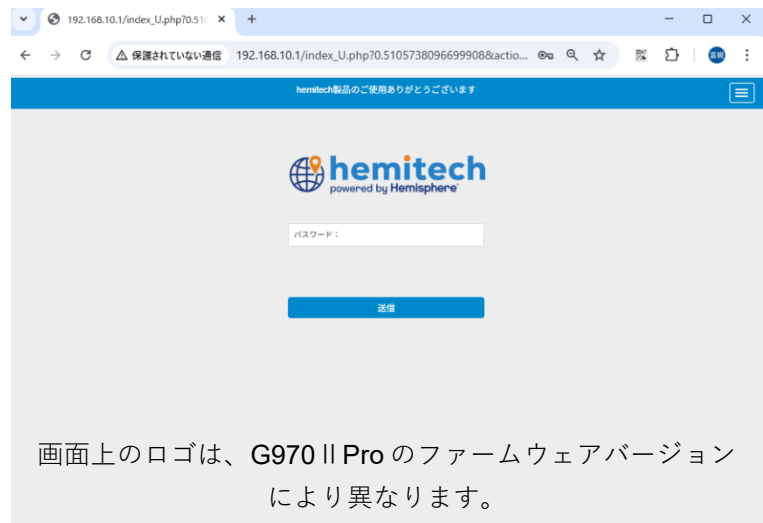 192.168.10.1/index_U.php?0.510
保護されていない通信 192.168.10.1/index_U.php?0.5105738096699908&actio...
hemitech製品のご使用ありがとうございます
hemitech
powered by Hemisphere
パスワード：
送信
画面上のロゴは、G970ⅡPro のファームウェアバージョン
により異なります。